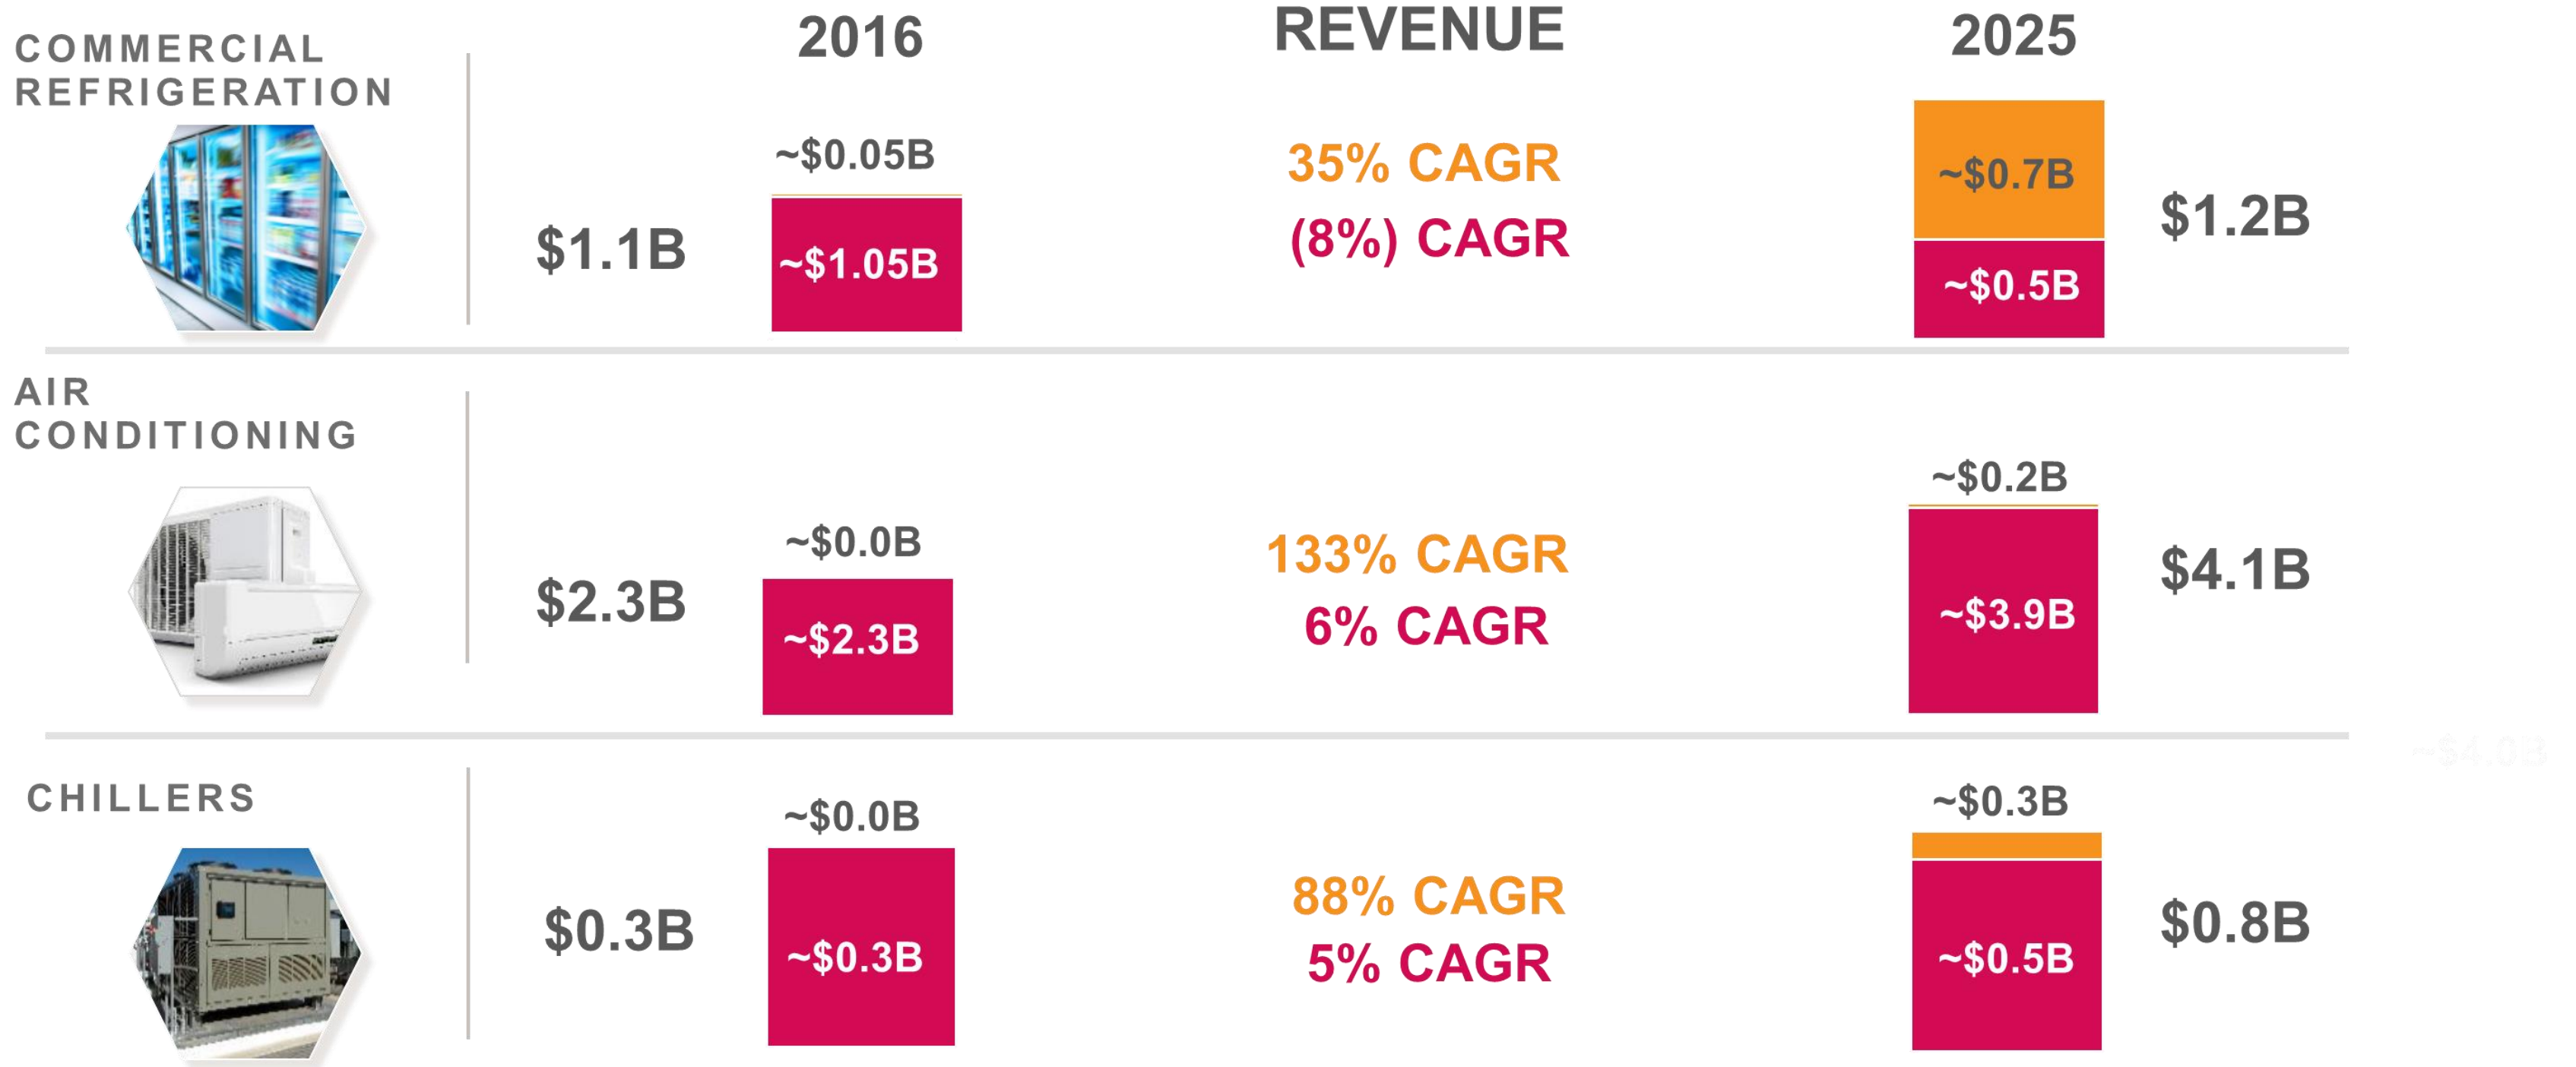 2016
REVENUE
2025
COMMERCIAL
REFRIGERATION
~$0.05B
$1.1B
~$1.05B
35% CAGR
(8%) CAGR
~$0.7B
~$0.5B
$1.2B
AIR
CONDITIONING
~$0.0B
$2.3B
~$2.3B
133% CAGR
6% CAGR
~$0.2B
~$3.9B
$4.1B
~$4.0B
CHILLERS
~$0.0B
$0.3B
~$0.3B
88% CAGR
5% CAGR
~$0.3B
~$0.5B
$0.8B